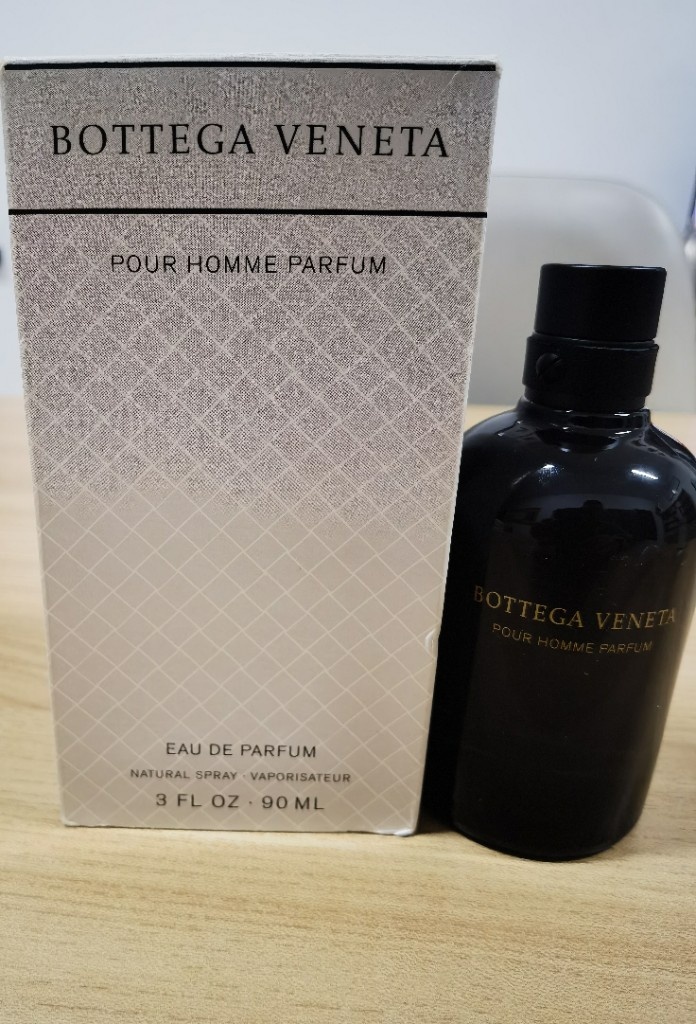 BOTTEGA VENETA
POUR HOMME PARFUM
EAU DE PARFUM
NATURAL SPRAY · VAPORISATEUR
3 FL OZ · 90 ML
BOTTEGA VENETA
POUR HOMME PARFUM